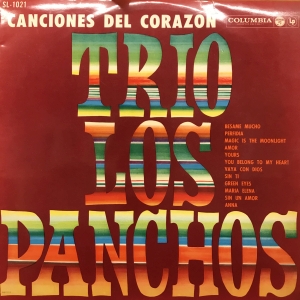 SL-1021
CANCIONES DEL CORAZON
COLUMBIA
TRIO
LOS
PANCHOS
BESAME MUCHO
PERFIDIA
MAGIC IS THE MOONLIGHT
AMOR
YOURS
YOU BELONG TO MY HEART
VAYA CON DIOS
SIN TI
GREEN EYES
MARIA ELENA
SIN UN AMOR
ANNA